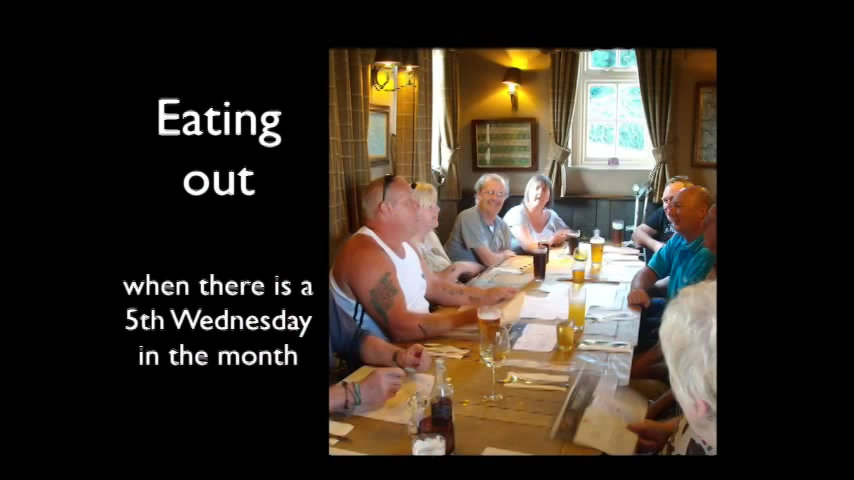 Eating
out
when there is a
5th Wednesday
in the month